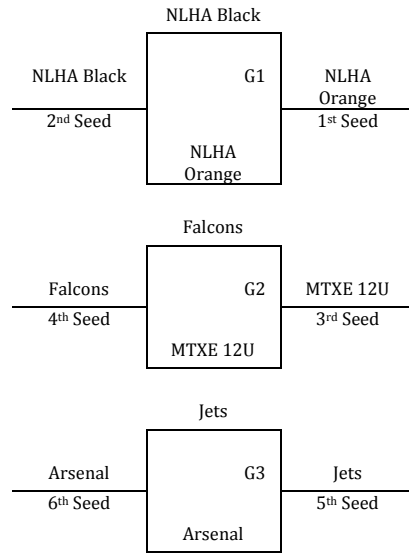 NLHA Black
NLHA Black
G1
NLHA
Orange
2nd Seed
1st Seed
NLHA
Orange
Falcons
Falcons
G2
MTXE 12U
4th Seed
3rd Seed
MTXE 12U
Jets
Arsenal
G3
Jets
6th Seed
5th Seed
Arsenal